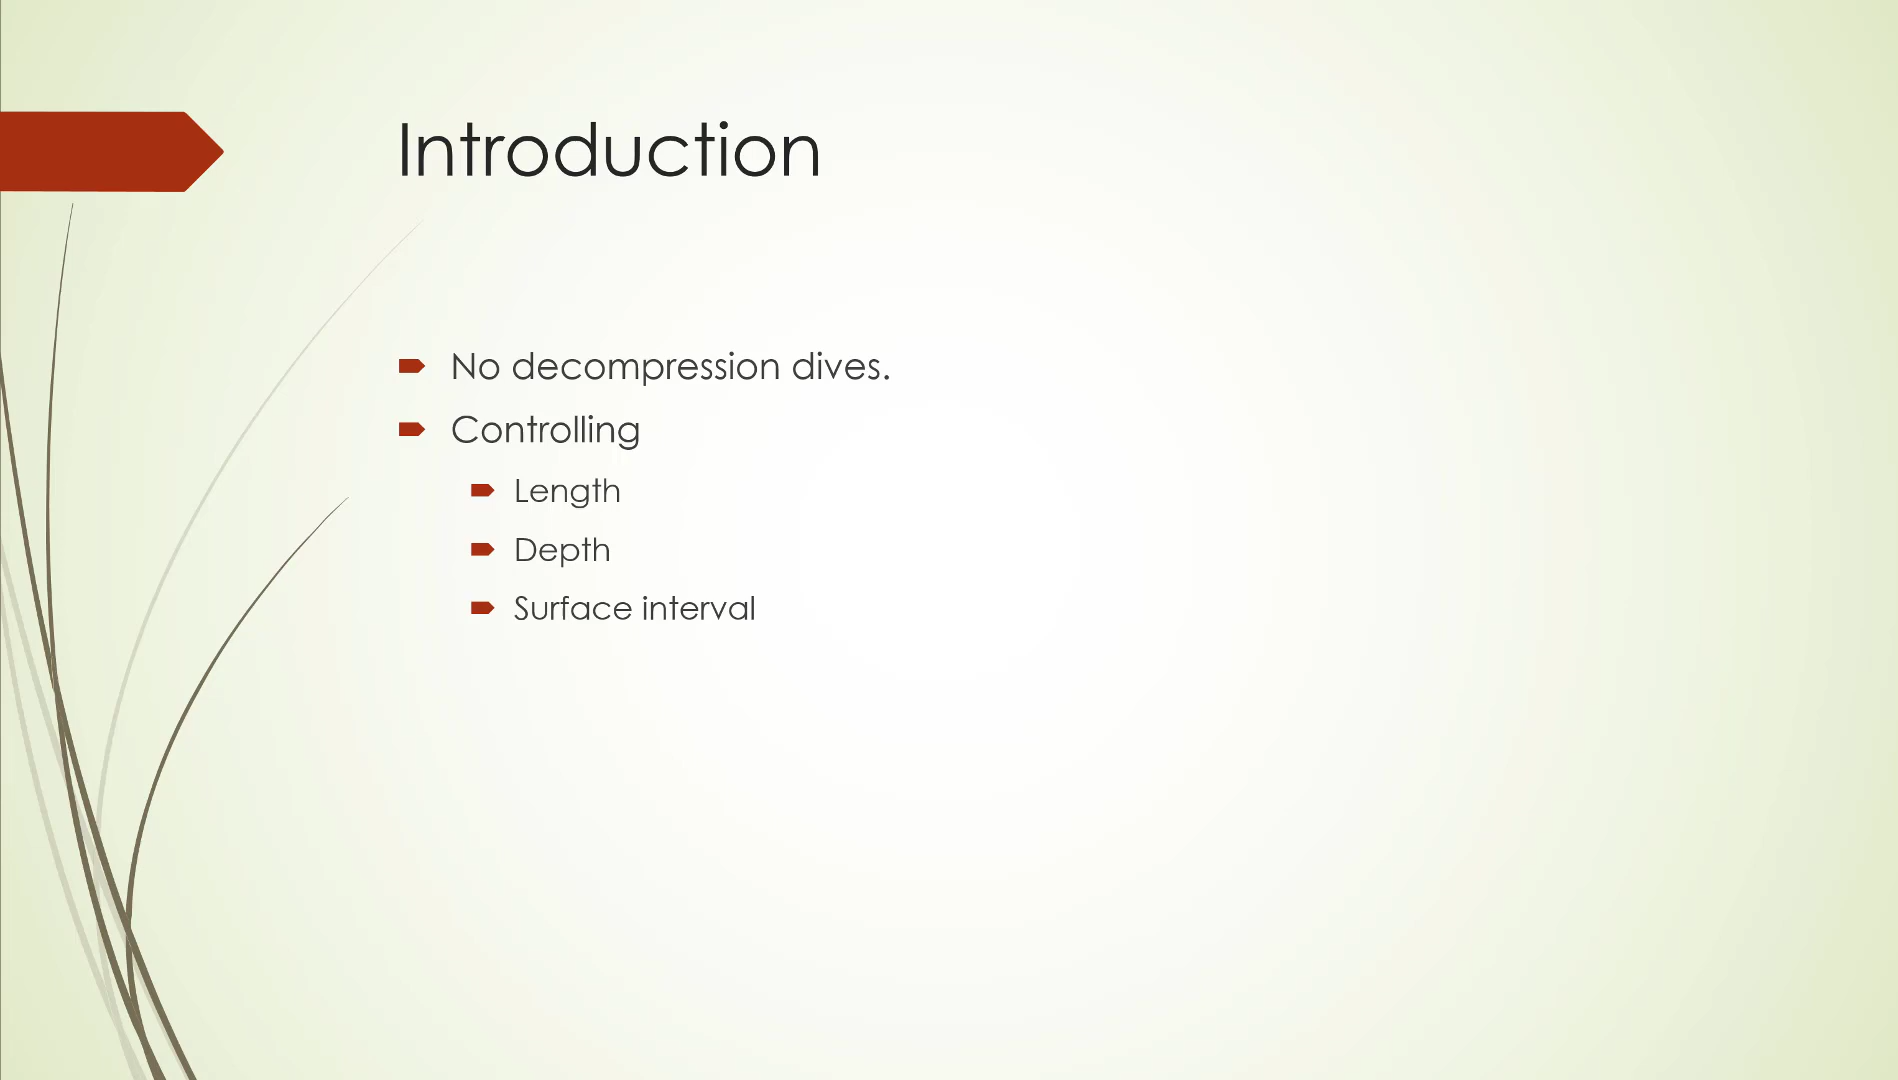 Introduction
No decompression dives.
Controlling
Length
Depth
Surface interval